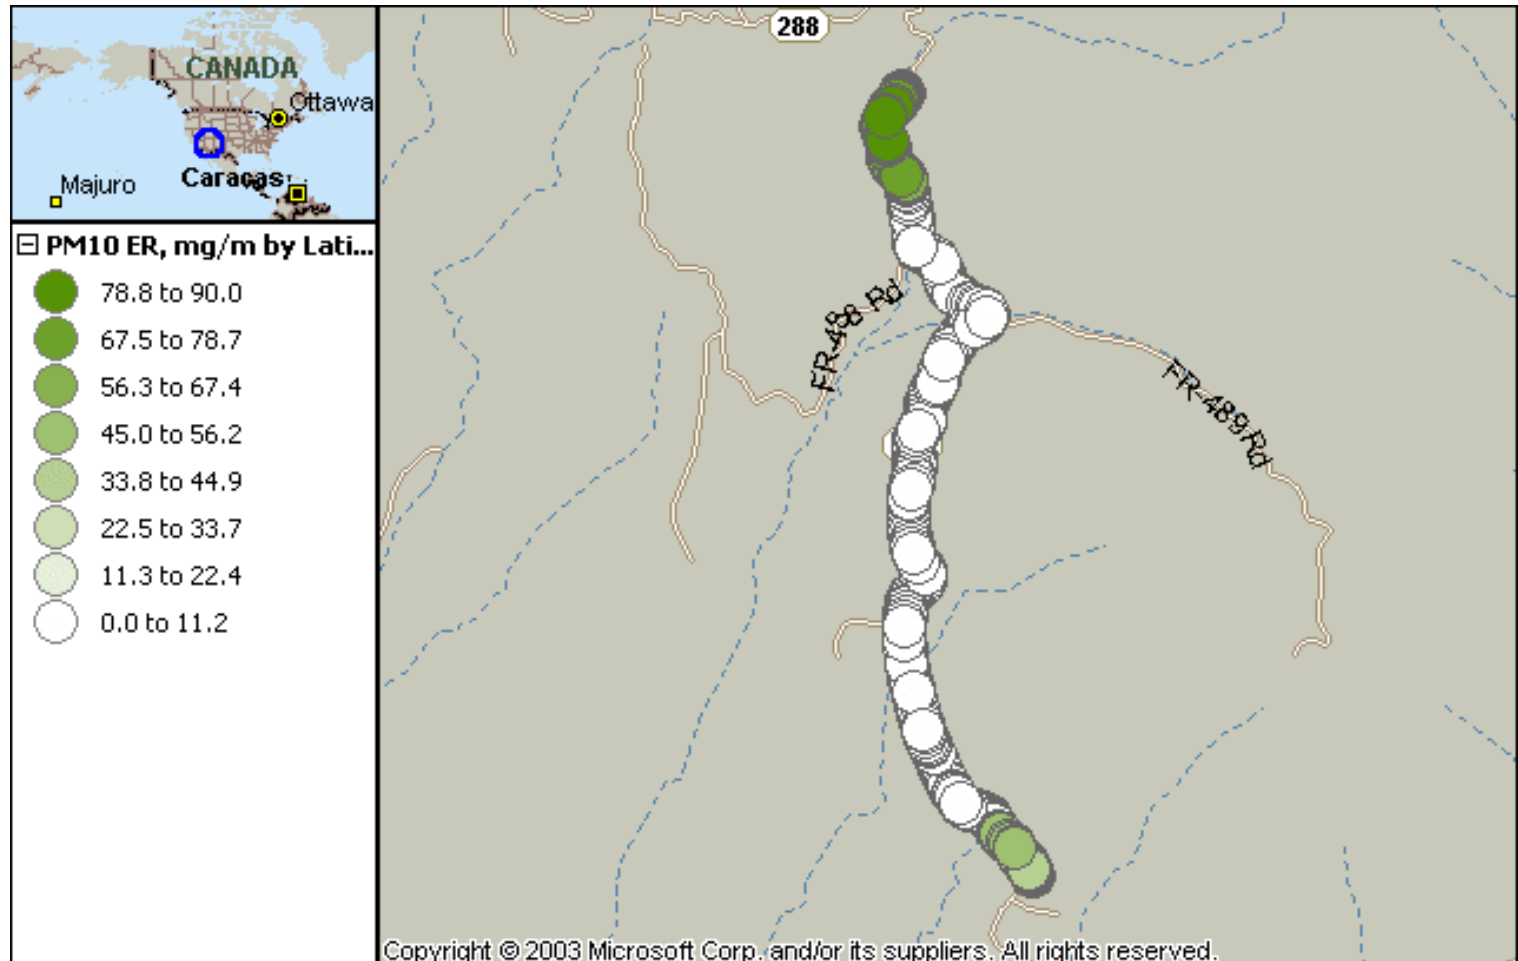 CANADA
Ottawa
Majuro
Caracas
PM10 ER, mg/m by Lati...
78.8 to 90.0
67.5 to 78.7
56.3 to 67.4
45.0 to 56.2
33.8 to 44.9
22.5 to 33.7
11.3 to 22.4
0.0 to 11.2
288
FR-488 Rd
FR-489 Rd
Copyright © 2003 Microsoft Corp. and/or its suppliers. All rights reserved.